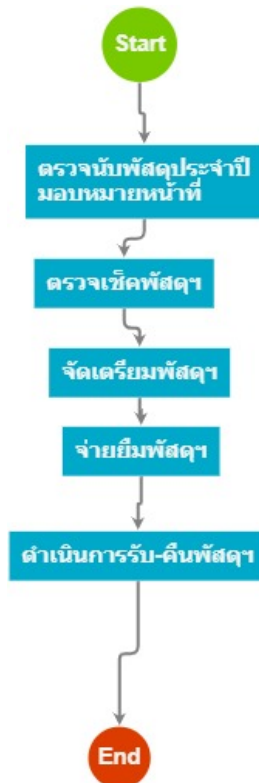 Start
ตรวจนับพัสดุประจำปี
มอบหมายหน้าที่
ตรวจเช็คพัสดุฯ
จัดเตรียมพัสดุฯ
จ่ายยืมพัสดุฯ
ดำเนินการรับ-คืนพัสดุฯ
End